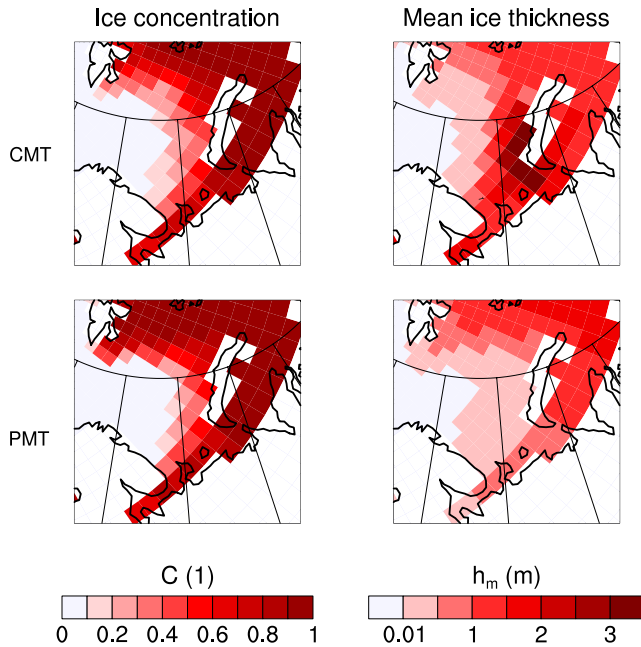 Ice concentration
Mean ice thickness
CMT
PMT
C (1)
0 0.2 0.4 0.6 0.8 1
h_m (m)
0.01 1 2 3